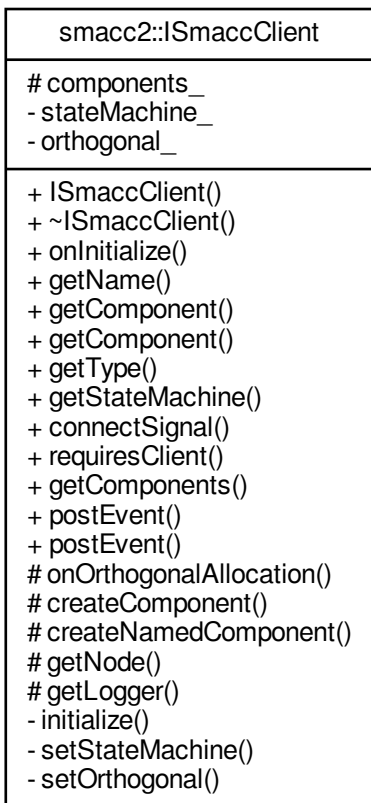 smacc2::ISmaccClient
# components_
- stateMachine_
- orthogonal_
+ ISmaccClient()
+ ~ISmaccClient()
+ onInitialize()
+ getName()
+ getComponent()
+ getComponent()
+ getType()
+ getStateMachine()
+ connectSignal()
+ requiresClient()
+ getComponents()
+ postEvent()
+ postEvent()
# onOrthogonalAllocation()
# createComponent()
# createNamedComponent()
# getNode()
# getLogger()
- initialize()
- setStateMachine()
- setOrthogonal()